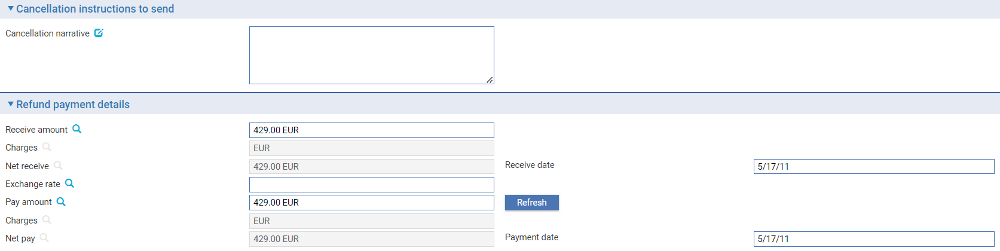 Cancellation instructions to send
Cancellation narrative
Refund payment details
Receive amount 429.00 EUR
Charges EUR
Net receive 429.00 EUR Receive date 5/17/11
Exchange rate
Pay amount 429.00 EUR Refresh
Charges EUR
Net pay 429.00 EUR Payment date 5/17/11